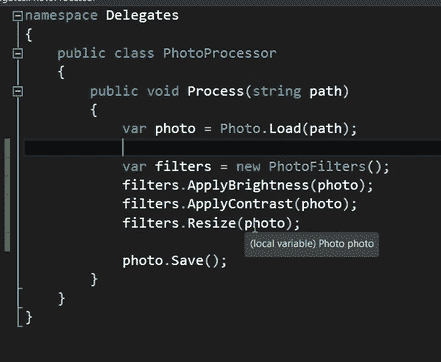 namespace Delegates
{
public class PhotoProcessor
{
public void Process(string path)
{
var photo = Photo.Load(path);
var filters = new PhotoFilters();
filters.ApplyBrightness(photo);
filters.ApplyContrast(photo);
filters.Resize(photo);
(local variable) Photo photo
photo.Save();
}
}
}